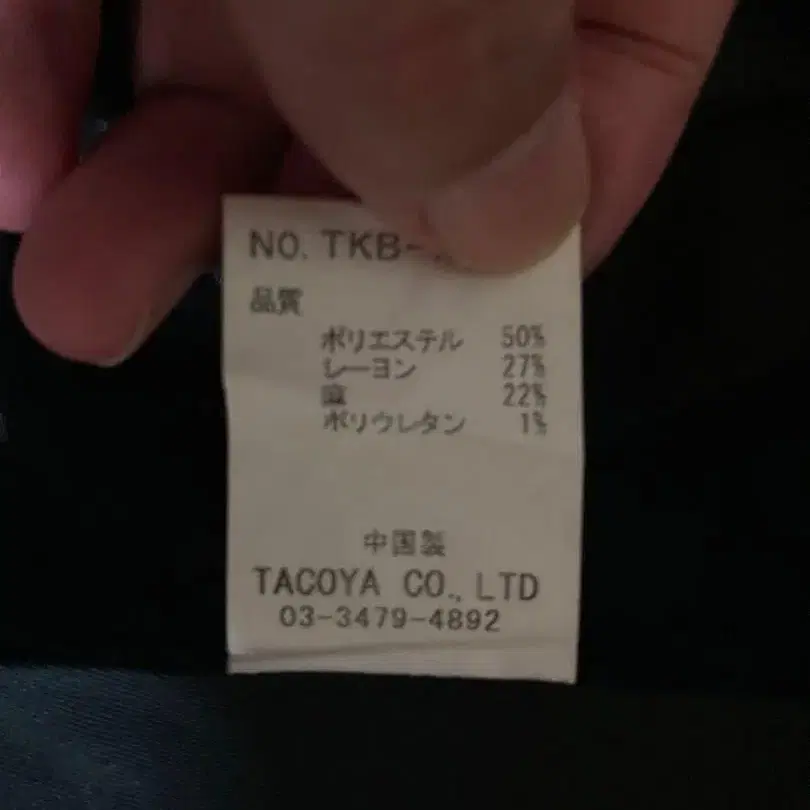 NO. TKB-
品質
ポリエステル 50%
レーヨン 27%
麻 22%
ポリウレタン 1%
中国製
TACOYA CO., LTD
03-3479-4892